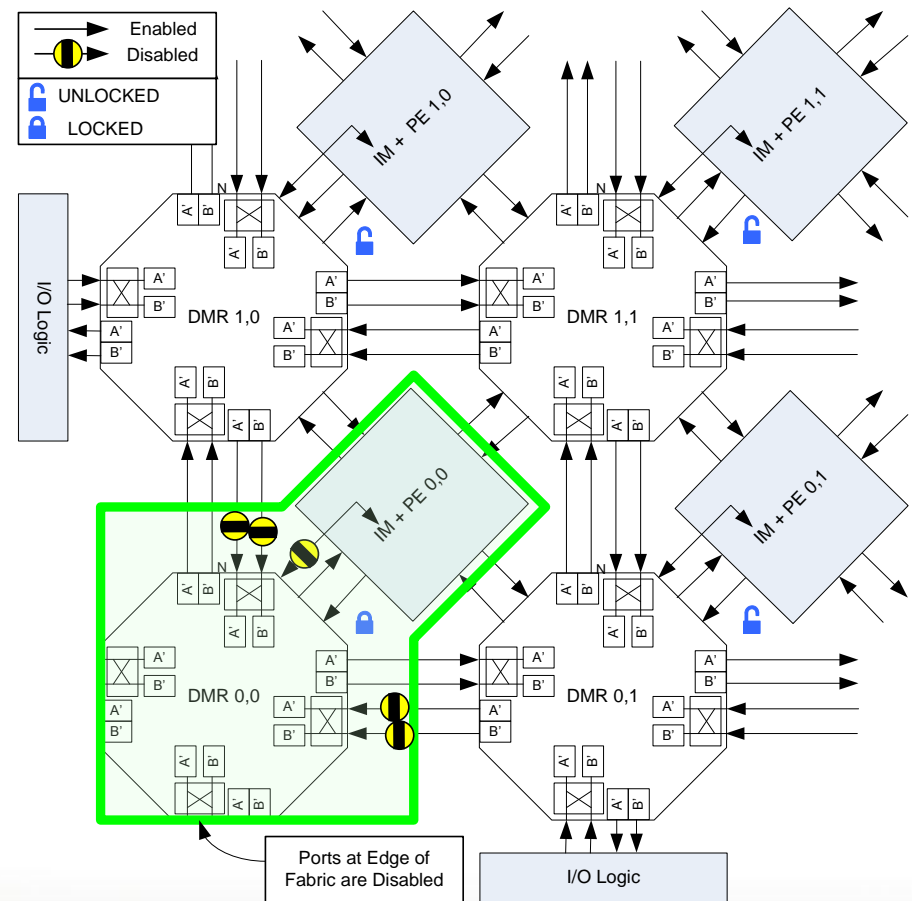 Enabled
Disabled
UNLOCKED
LOCKED
IM + PE 1,0
IM + PE 1,1
N
A' B'
A' B'
N
A' B'
A' B'
I/O Logic
A'
B'
A'
B'
DMR 1,0
A'
B'
A'
B'
A'
B'
A'
B'
DMR 1,1
A'
B'
A'
B'
A' B'
A' B'
A' B'
A' B'
IM + PE 0,0
IM + PE 0,1
N
A' B'
A' B'
N
A' B'
A' B'
A'
B'
A'
B'
DMR 0,0
A'
B'
A'
B'
A'
B'
A'
B'
DMR 0,1
A'
B'
A'
B'
A' B'
A' B'
A' B'
A' B'
Ports at Edge of
Fabric are Disabled
I/O Logic